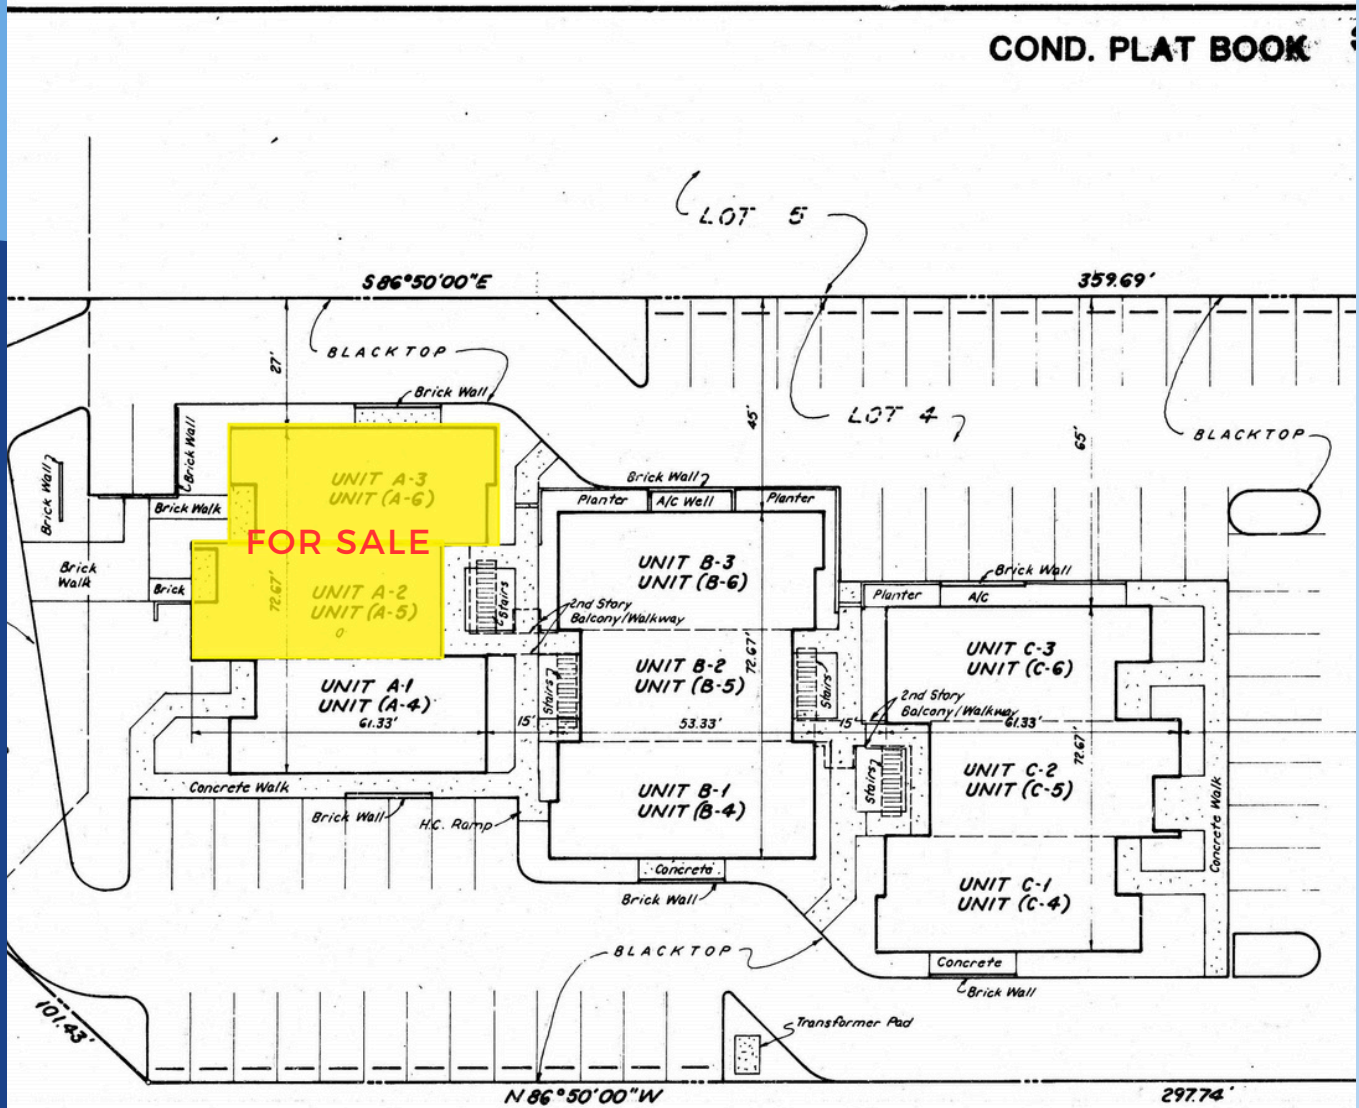 COND. PLAT BOOK
LOT 5
S 86°50'00"E
359.69'
27'
BLACKTOP
Brick Wall
45'
LOT 4
65'
BLACKTOP
Brick Wall
Brick Wall
Brick Walk
UNIT A-3
UNIT (A-6)
FOR SALE
Brick Wall
Planter
A/C Well
Planter
Brick
Walk
Brick
72.67'
UNIT A-2
UNIT (A-5)
Stairs
2nd Story
Balcony/Walkway
UNIT B-3
UNIT (B-6)
Brick Wall
Planter
A/C
UNIT A-1
UNIT (A-4)
61.33'
15'
Stairs
UNIT B-2
UNIT (B-5)
72.67'
53.33'
Stairs
15'
2nd Story
Balcony/Walkway
UNIT C-3
UNIT (C-6)
61.33'
72.67'
Concrete Walk
Brick Wall
H.C. Ramp
UNIT B-1
UNIT (B-4)
Stairs
UNIT C-2
UNIT (C-5)
Concrete Walk
Concrete
Brick Wall
UNIT C-1
UNIT (C-4)
BLACKTOP
Concrete
Brick Wall
101.43'
Transformer Pad
N 86°50'00"W
297.74'